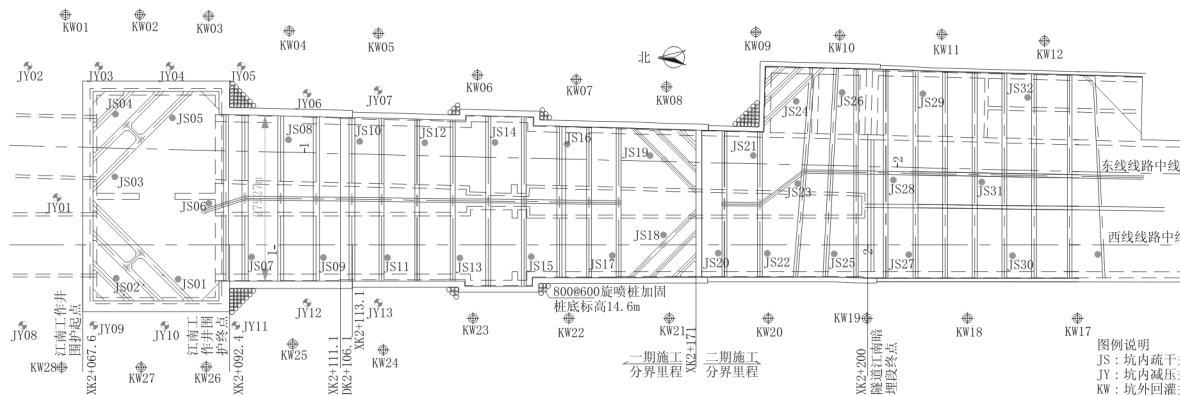 KW01
KW02
KW03
KW04
KW05
KW06
KW07
KW08
KW09
KW10
KW11
KW12
北
JY02
JY03
JY04
JY05
JY06
JY07
JS04
JS05
JS08
JS10
JS12
JS14
JS16
JS19
JS21
JS24
JS26
JS29
JS32
1
2
东线线路中线
JS03
JY01
JS06
27927m
JS23
JS28
JS31
西线线路中线
JS18
JS02
JS01
JS07
1
JS09
JS11
JS13
JS15
JS17
JS20
JS22
JS25
2
JS27
JS30
800@600旋喷桩加固
桩底标高14.6m
JY08
JY09
JY10
JY11
JY12
JY13
KW28
KW27
KW26
KW25
KW24
KW23
KW22
KW21
KW20
KW19
KW18
KW17
江南工作井
围护起点
XK2+067.6
江南工
作井围
护终点
XK2+092.4
XK2+111.1
DK2+106.1
XK2+113.1
一期施工
分界里程
XK2+171
二期施工
分界里程
XK2+200
隧道江南暗
埋段终点
图例说明
JS：坑内疏干
JY：坑内减压
KW：坑外回灌